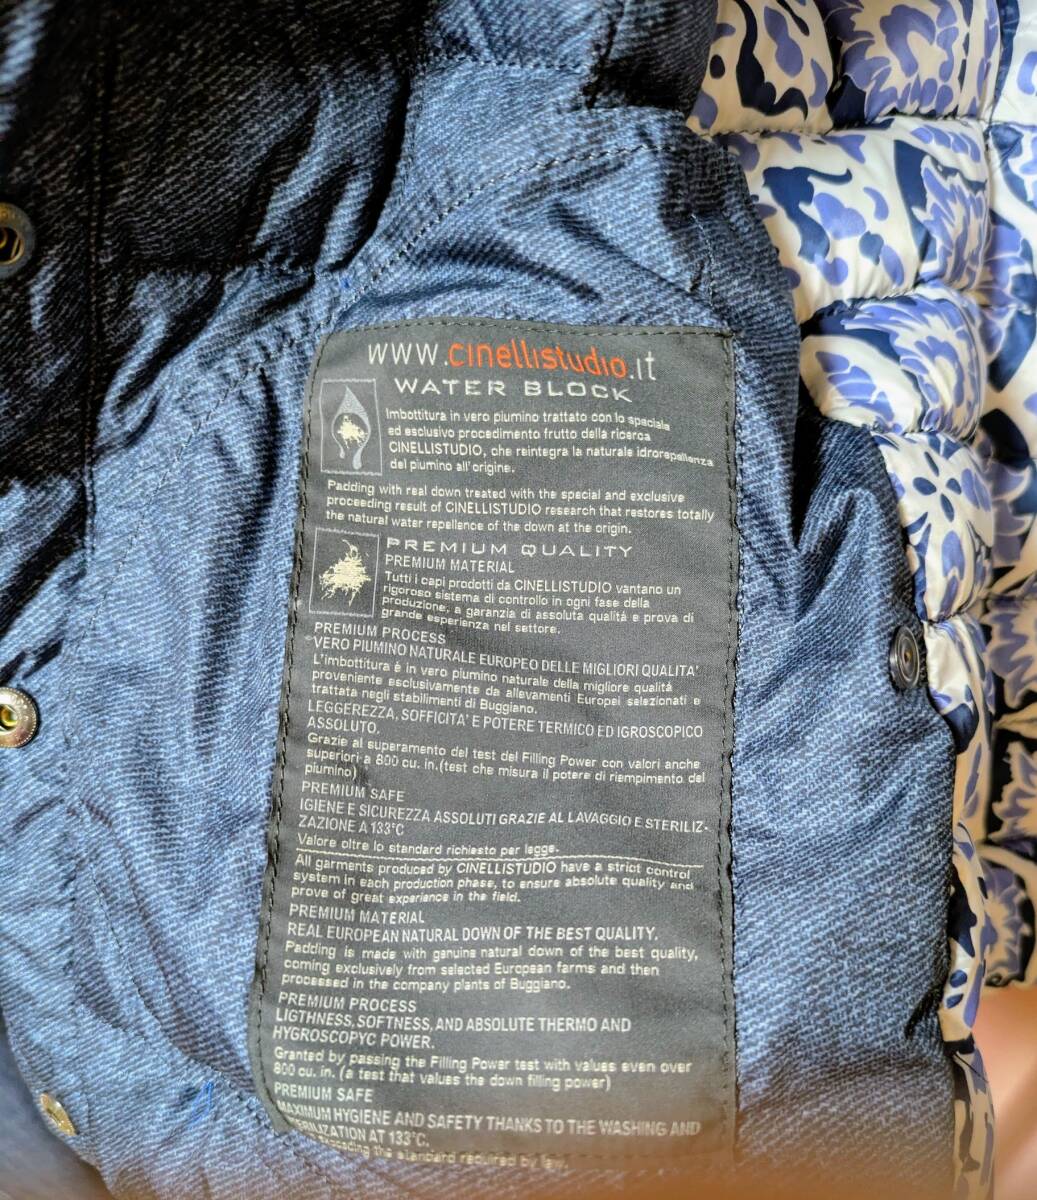 www.cinellistudio.it
WATER BLOCK
Imbottitura in vero piumino trattato con lo speciale
ed esclusivo procedimento frutto della ricerca
CINELLISTUDIO, che reintegra la naturale idrorepellenza
del piumino all'origine.
Padding with real down treated with the special and exclusive
proceeding result of CINELLISTUDIO research that restores totally
the natural water repellence of the down at the origin.
PREMIUM QUALITY
PREMIUM MATERIAL
Tutti i capi prodotti da CINELLISTUDIO vantano un
rigoroso sistema di controllo in ogni fase della
produzione, a garanzia di assoluta qualità e prova di
grande esperienza nel settore.
PREMIUM PROCESS
VERO PIUMINO NATURALE EUROPEO DELLE MIGLIORI QUALITA'
L'imbottitura è in vero piumino naturale della migliore qualità
proveniente esclusivamente da allevamenti Europei selezionati e
trattata negli stabilimenti di Buggiano.
LEGGEREZZA, SOFFICITA' E POTERE TERMICO ED IGROSCOPICO
ASSOLUTO.
Grazie al superamento del test del Filling Power con valori anche
superiori a 800 cu. in.(test che misura il potere di riempimento del
piumino)
PREMIUM SAFE
IGIENE E SICUREZZA ASSOLUTI GRAZIE AL LAVAGGIO E STERILIZ-
ZAZIONE A 133°C
Valore oltre lo standard richiesto per legge.
All garments produced by CINELLISTUDIO have a strict control
system in each production phase, to ensure absolute quality and
prove of great experience in the field.
PREMIUM MATERIAL
REAL EUROPEAN NATURAL DOWN OF THE BEST QUALITY.
Padding is made with genuine natural down of the best quality,
coming exclusively from selected European farms and then
processed in the company plants of Buggiano.
PREMIUM PROCESS
LIGTHNESS, SOFTNESS, AND ABSOLUTE THERMO AND
HYGROSCOPYC POWER.
Granted by passing the Filling Power test with values even over
800 cu. in. (a test that values the down filling power)
PREMIUM SAFE
MAXIMUM HYGIENE AND SAFETY THANKS TO THE WASHING AND
STERILIZATION AT 133°C.
exceeding the standard required by law.